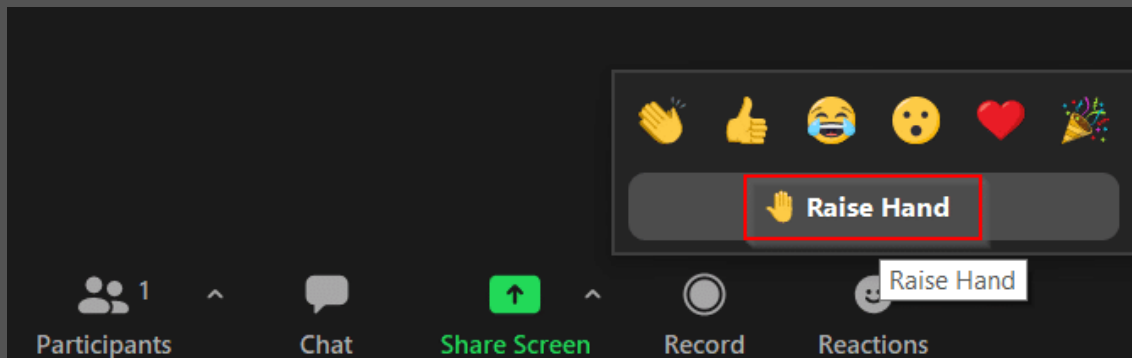 Raise Hand
Raise Hand
1
Participants
Chat
Share Screen
Record
Reactions